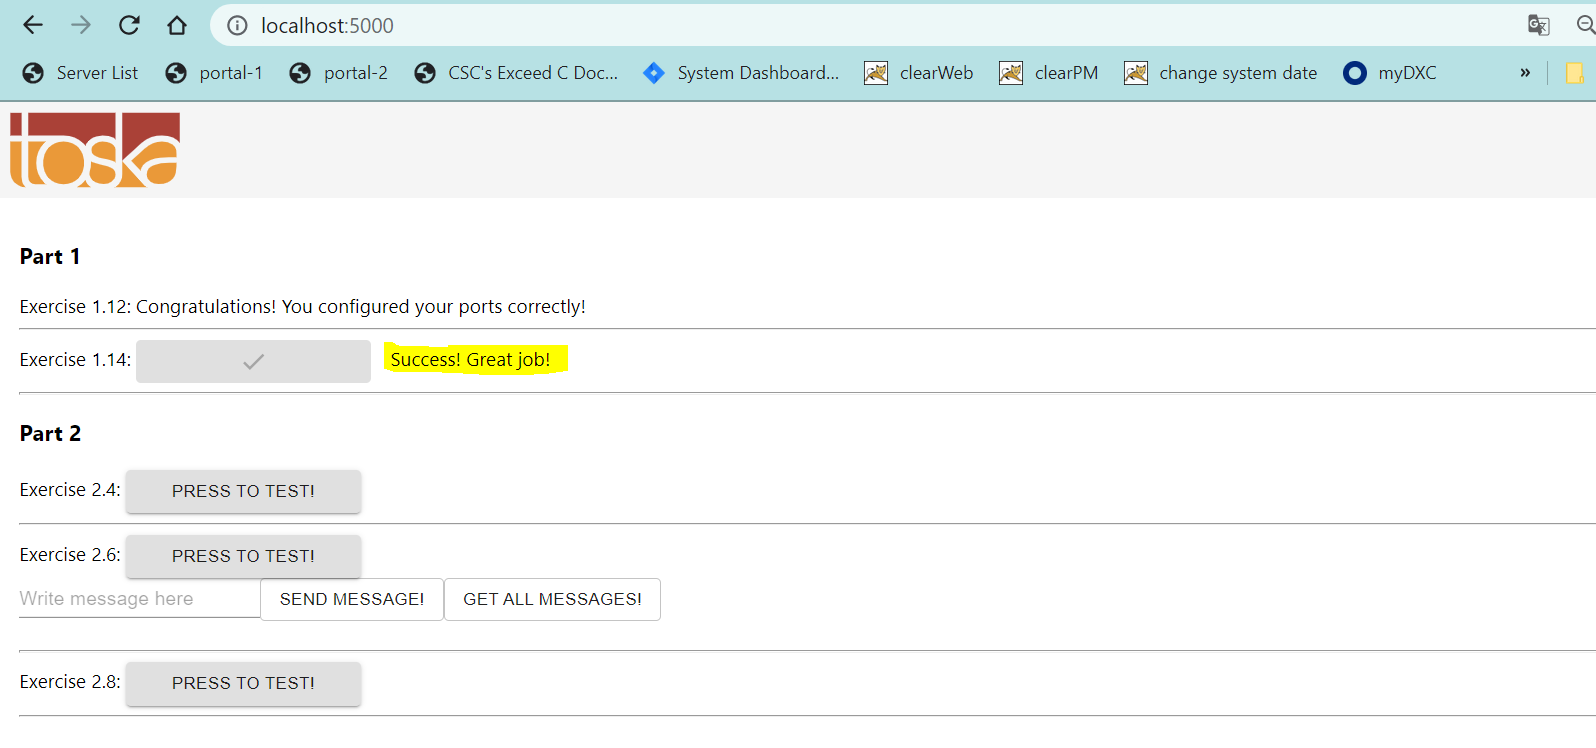 localhost:5000
Server List portal-1 portal-2 CSC's Exceed C Doc... System Dashboard... clearWeb clearPM change system date myDXC »
toska
Part 1
Exercise 1.12: Congratulations! You configured your ports correctly!
Exercise 1.14: Success! Great job!
Part 2
Exercise 2.4: PRESS TO TEST!
Exercise 2.6: PRESS TO TEST!
Write message here SEND MESSAGE! GET ALL MESSAGES!
Exercise 2.8: PRESS TO TEST!